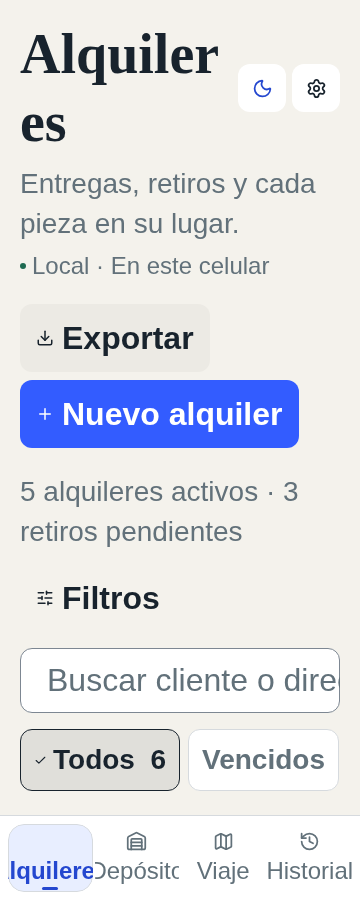 Alquiler
es
Entregas, retiros y cada
pieza en su lugar.
Local · En este celular
Exportar
+ Nuevo alquiler
5 alquileres activos · 3
retiros pendientes
Filtros
Buscar cliente o dire
Todos 6
Vencidos
lquilere
Depósito
Viaje
Historial